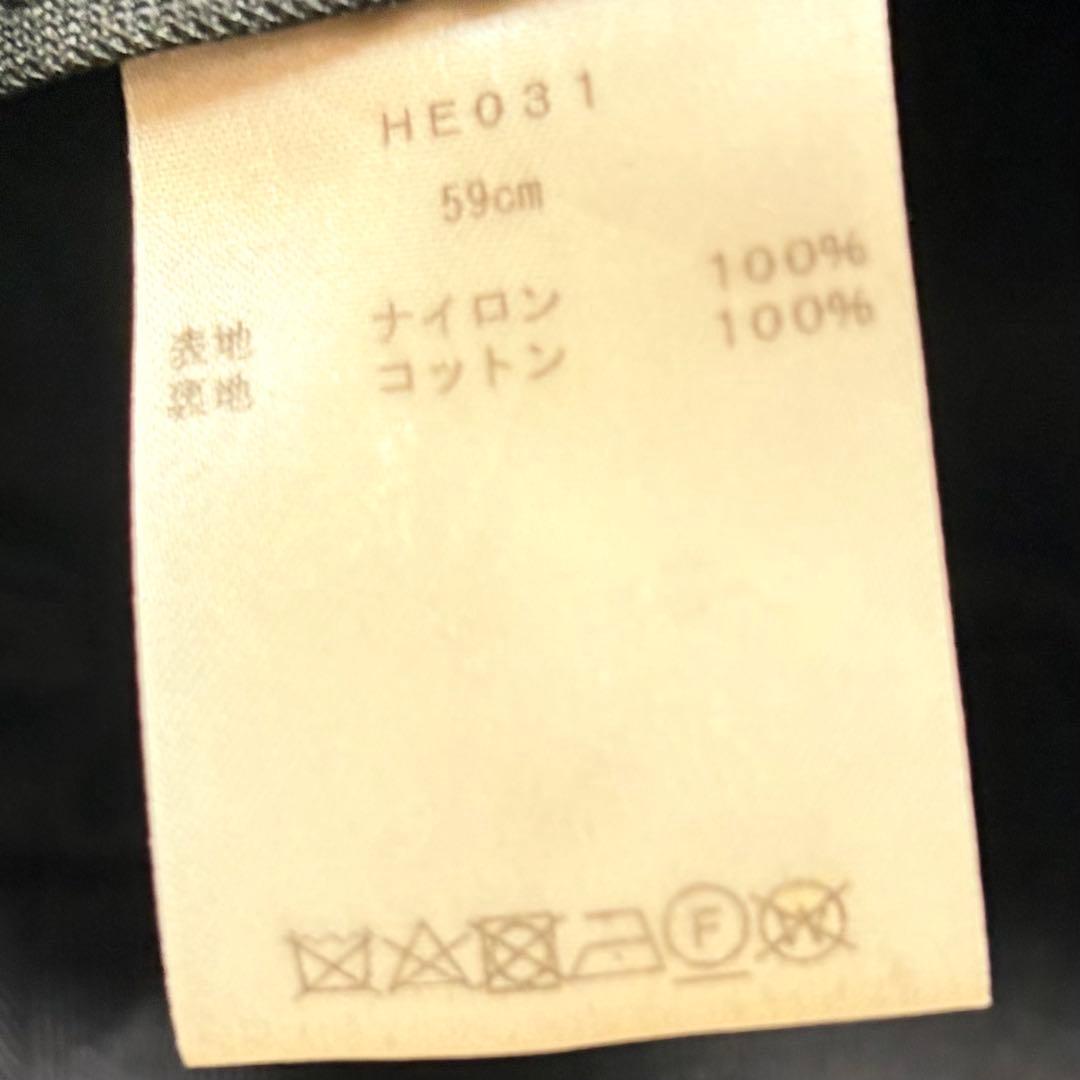 HE031
59cm
表地 ナイロン 100%
裏地 コットン 100%
F
W